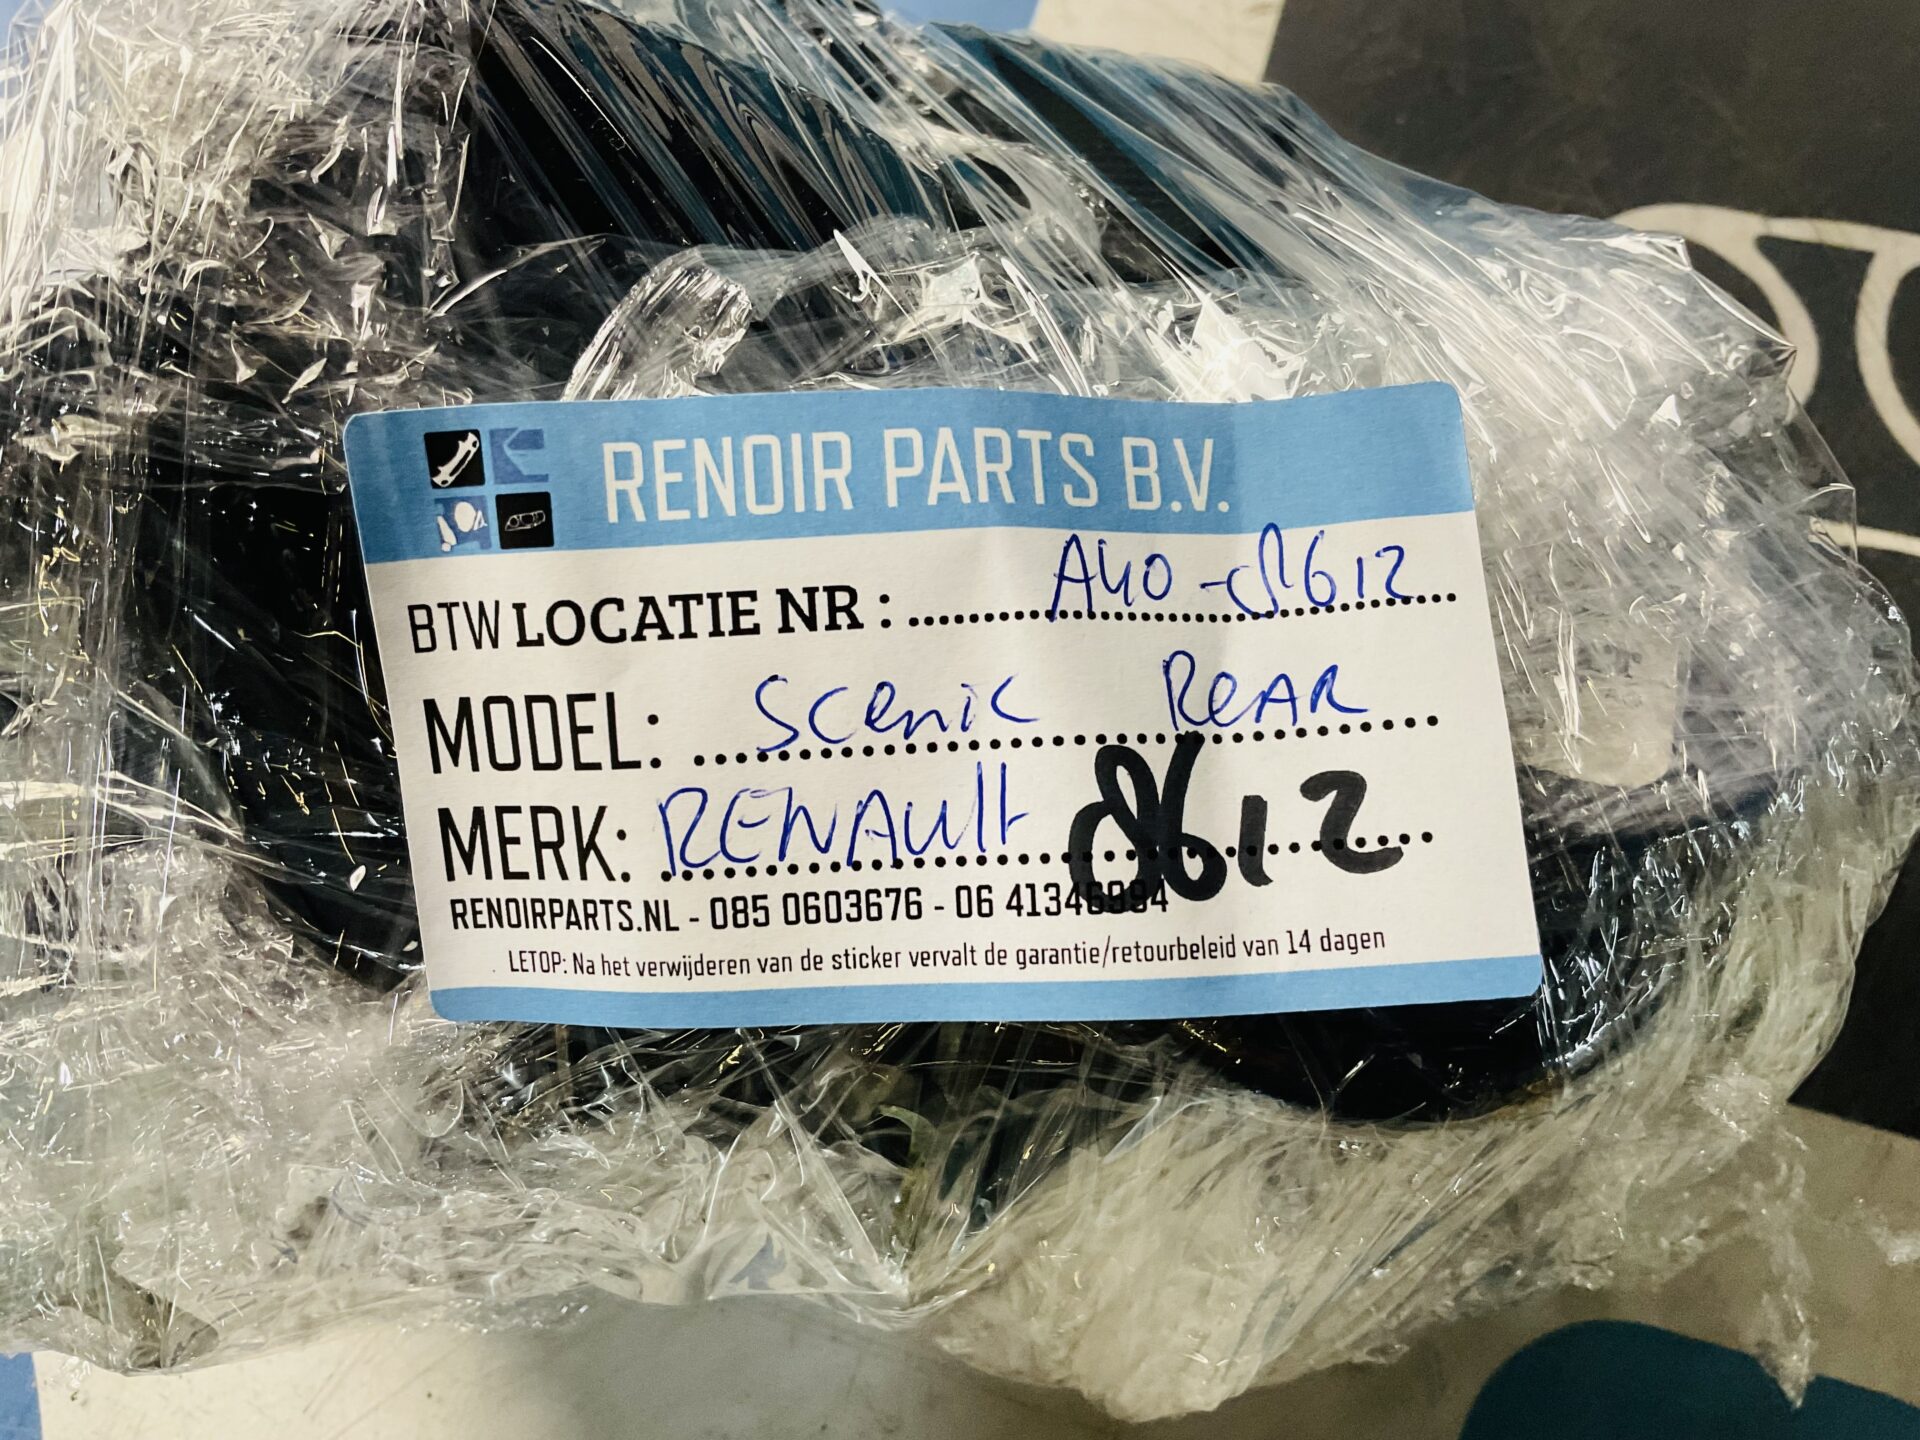 RENOIR PARTS B.V.
BTW LOCATIE NR : A40-8612
MODEL: Scenic Rear
MERK: RENAult 8612
RENOIRPARTS.NL - 085 0603676 - 06 41346994
LETOP: Na het verwijderen van de sticker vervalt de garantie/retourbeleid van 14 dagen